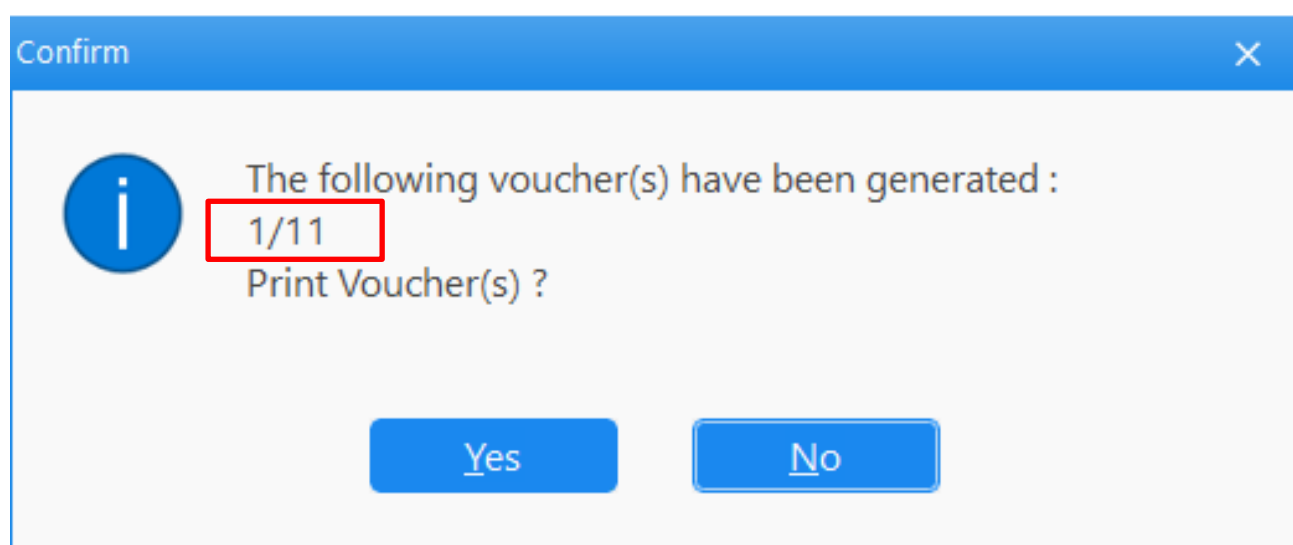 Confirm
The following voucher(s) have been generated :
1/11
Print Voucher(s) ?
Yes
No